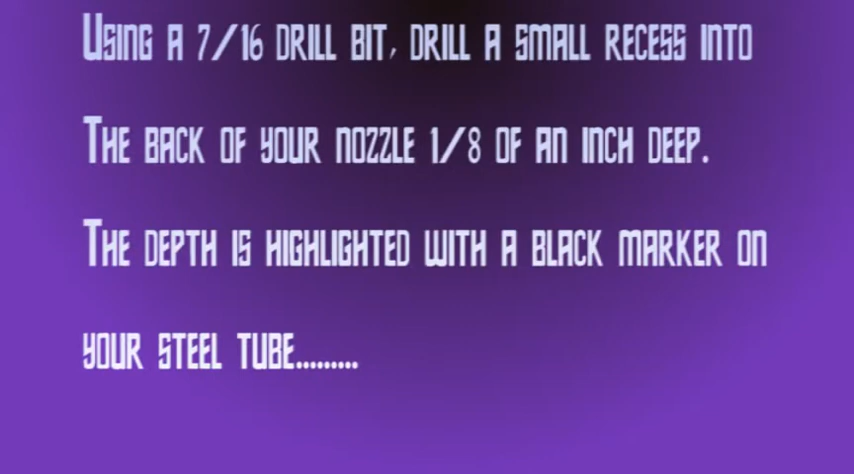 Using a 7/16 drill bit, drill a small recess into
The back of your nozzle 1/8 of an inch deep.
The depth is highlighted with a black marker on
your steel tube.........